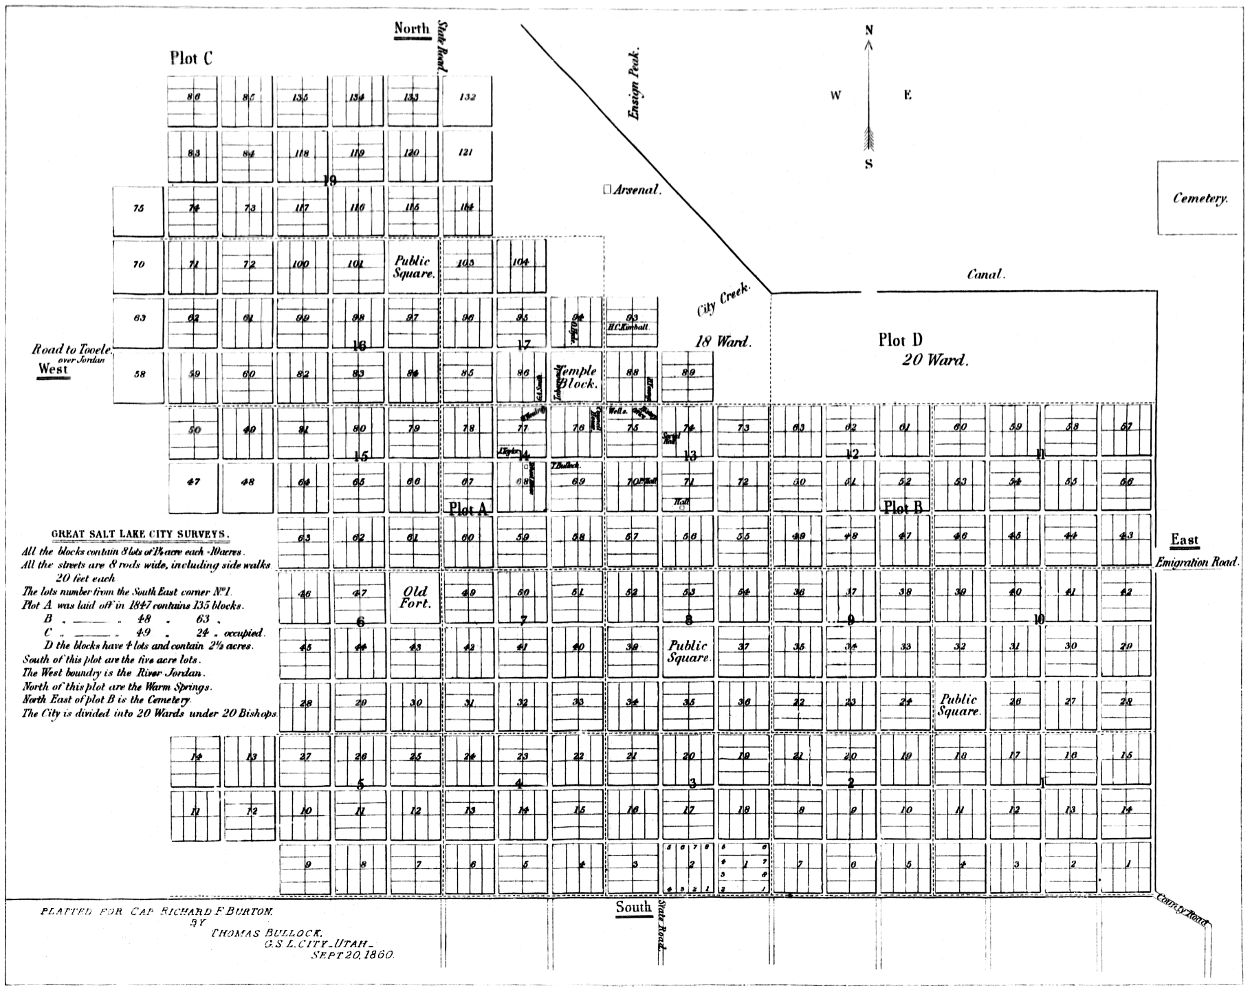 North
State Road.
Plot C
Ensign Peak.
N
W E
S
86 85 135 134 133 132
83 84 118 119 120 121
19
Arsenal.
Cemetery.
75 74 73 117 116 115 114
70 71 72 100 101 Public Square. 103 104
Canal.
City Creek.
63 62 61 99 98 97 96 95 94 93
H.C. Kimball.
16 17
18 Ward.
Plot D
20 Ward.
Road to Tooele.
over Jordan
West
58 59 60 82 83 84 85 86 Temple Block. 88 89
Tabernacle
Wells.
50 49 81 80 79 78 77 76 75 74 73 63 62 61 60 59 58 57
Social Hall
J. Taylor
15 14 13 12 11
T. Bullock.
47 48 64 65 66 67 68 69 70 71 72 50 51 52 53 54 55 56
Hall
Plot A
Plot B
63 62 61 60 59 58 57 56 55 49 48 47 46 45 44 43
East
Emigration Road.
GREAT SALT LAKE CITY SURVEYS.
All the blocks contain 8 lots of 1¼ acre each - 10 acres.
All the streets are 8 rods wide, including side walks
20 feet each
The lots number from the South East corner No 1.
Plot A was laid off in 1847 contains 135 blocks.
B „ ——— „ 48 „ 63 „
C „ ——— „ 49 „ 24 „ occupied.
D the blocks have 4 lots and contain 2½ acres.
South of this plot are the five acre lots.
The West boundry is the River Jordan.
North of this plot are the Warm Springs.
North East of plot B is the Cemetery
The City is divided into 20 Wards under 20 Bishops.
46 47 Old Fort. 49 50 51 52 53 54 36 37 38 39 40 41 42
6 7 8 9 10
45 44 43 42 41 40 39 Public Square. 37 35 34 33 32 31 30 29
28 29 30 31 32 33 34 35 36 22 23 24 Public Square. 26 27 28
14 13 27 26 25 24 23 22 21 20 19 21 20 19 18 17 16 15
5 4 3 2 1
11 12 10 11 12 13 14 15 16 17 18 8 9 10 11 12 13 14
5 6 7 8
9 8 7 6 5 4 3 2 1 7 6 5 4 3 2 1
4 3 2 1
South
State Road.
County Road
PLATTED FOR CAP RICHARD F BURTON.
BY
THOMAS BULLOCK.
G.S.L. CITY_UTAH_
SEPT 20, 1860.